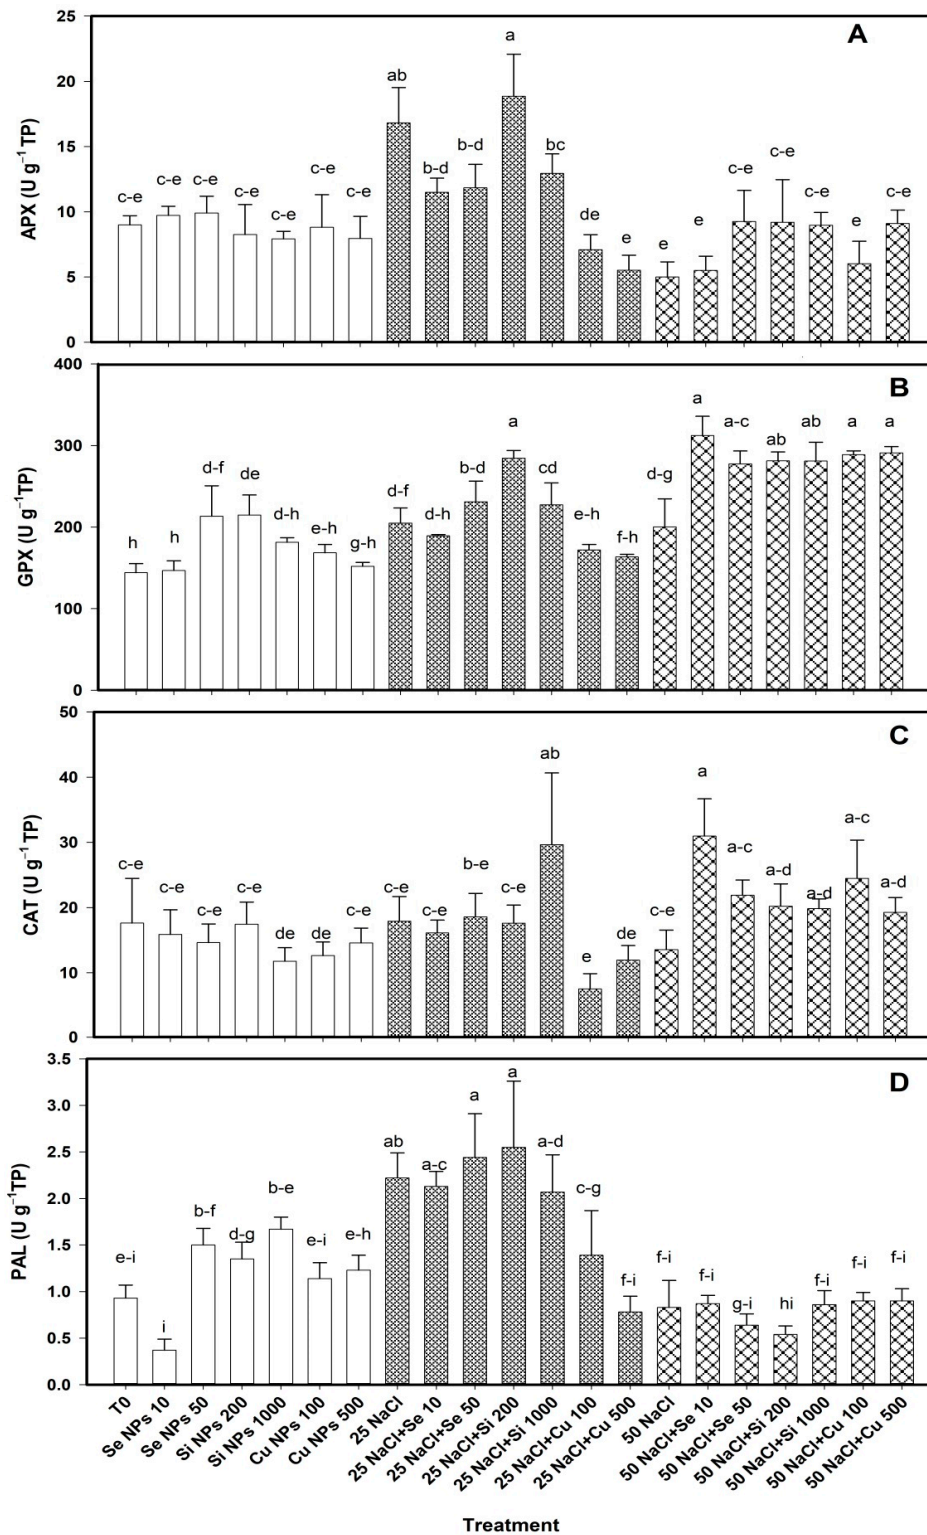 A
APX (U g⁻¹ TP)
25
20
15
10
5
0
c-e c-e c-e c-e c-e c-e c-e ab b-d b-d a bc de e e e c-e c-e c-e e c-e
B
GPX (U g⁻¹TP)
400
300
200
100
0
h h d-f de d-h e-h g-h d-f d-h b-d a cd e-h f-h d-g a a-c ab ab a a
C
CAT (U g⁻¹ TP)
50
40
30
20
10
0
c-e c-e c-e c-e de de c-e c-e c-e b-e c-e ab e de c-e a a-c a-d a-d a-c a-d
D
PAL (U g⁻¹TP)
3.5
3.0
2.5
2.0
1.5
1.0
0.5
0.0
e-i i b-f d-g b-e e-i e-h ab a-c a a a-d c-g f-i f-i f-i g-i hi f-i f-i f-i
T0
Se NPs 10
Se NPs 50
Si NPs 200
Si NPs 1000
Cu NPs 100
Cu NPs 500
25 NaCl
25 NaCl+Se 10
25 NaCl+Se 50
25 NaCl+Si 200
25 NaCl+Si 1000
25 NaCl+Cu 100
25 NaCl+Cu 500
50 NaCl
50 NaCl+Se 10
50 NaCl+Se 50
50 NaCl+Si 200
50 NaCl+Si 1000
50 NaCl+Cu 100
50 NaCl+Cu 500
Treatment